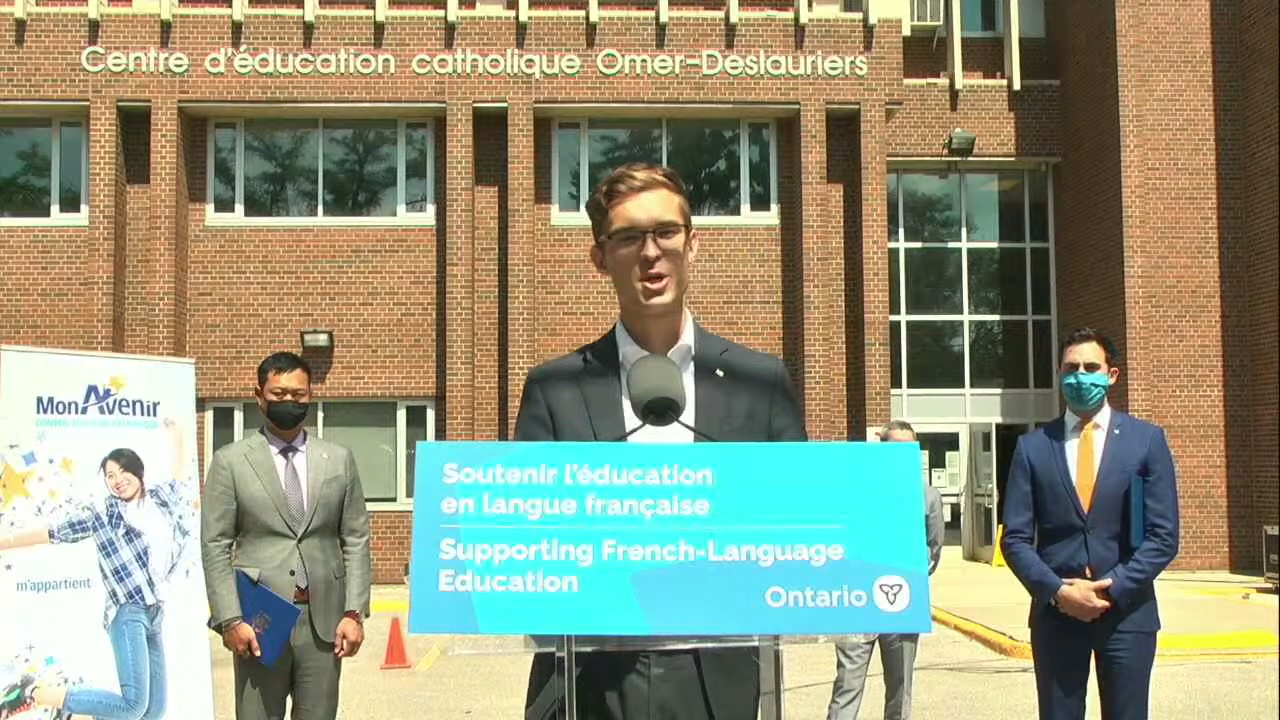 Centre d'éducation catholique Omer-Deslauriers
MonAvenir
m'appartient
Soutenir l'éducation
en langue française
Supporting French-Language
Education
Ontario